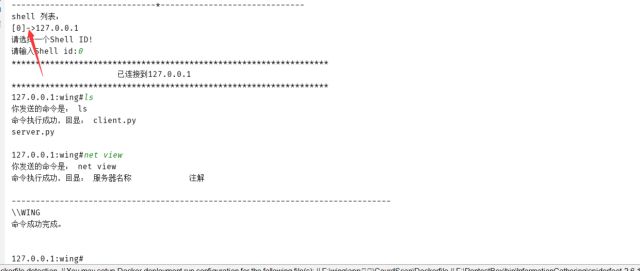 -----------------------------*-----------------------------
shell 列表:
[0]->127.0.0.1
请选择一个Shell ID!
请输入Shell id:0
******************************************************************
已连接到127.0.0.1
******************************************************************
127.0.0.1:wing#ls
你发送的命令是: ls
命令执行成功. 回显: client.py
server.py
127.0.0.1:wing#net view
你发送的命令是: net view
命令执行成功. 回显: 服务器名称 注解
-------------------------------------------------------------------------------
\\WING
命令成功完成。
127.0.0.1:wing#